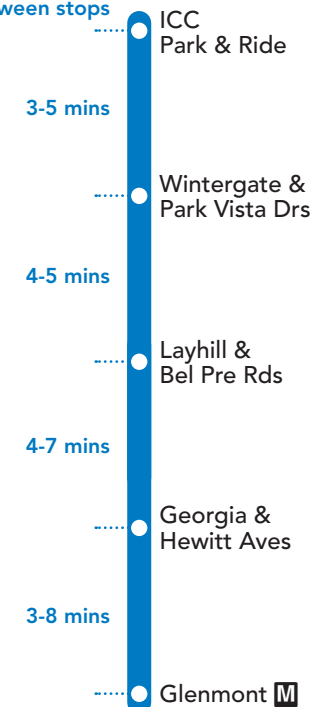 stops
ICC
Park & Ride
3-5 mins
Wintergate &
Park Vista Drs
4-5 mins
Layhill &
Bel Pre Rds
4-7 mins
Georgia &
Hewitt Aves
3-8 mins
Glenmont M